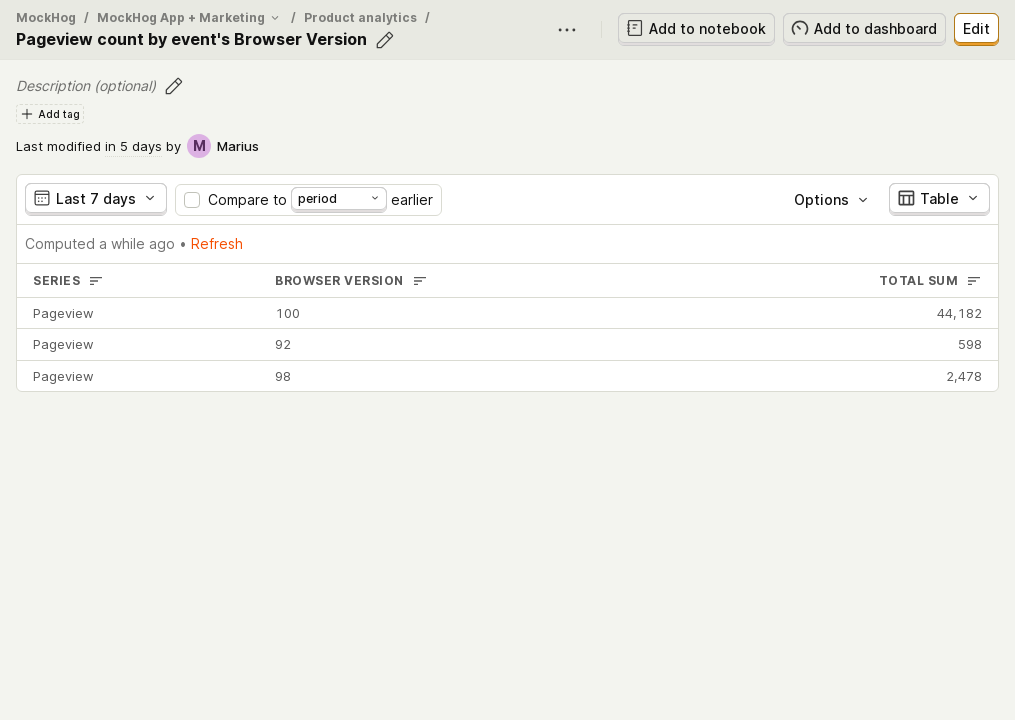 MockHog / MockHog App + Marketing / Product analytics /
Pageview count by event's Browser Version
Add to notebook
Add to dashboard
Edit
Description (optional)
Add tag
Last modified in 5 days by M Marius
Last 7 days
Compare to period earlier
Options
Table
Computed a while ago • Refresh
SERIES BROWSER VERSION TOTAL SUM
Pageview 100 44,182
Pageview 92 598
Pageview 98 2,478